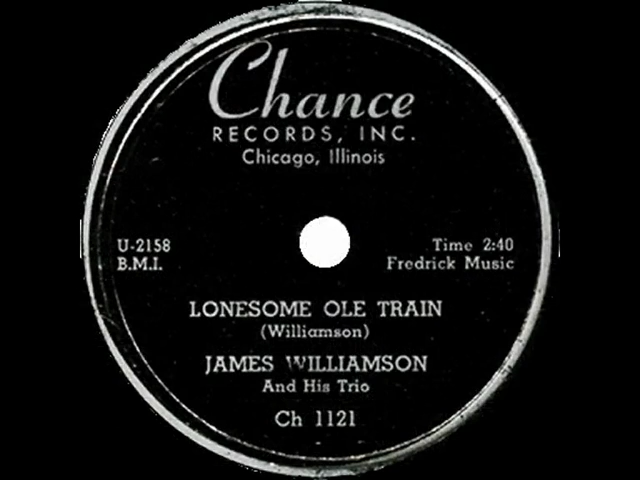 Chance
RECORDS, INC.
Chicago, Illinois
U-2158
B.M.I.
Time 2:40
Fredrick Music
LONESOME OLE TRAIN
(Williamson)
JAMES WILLIAMSON
And His Trio
Ch 1121